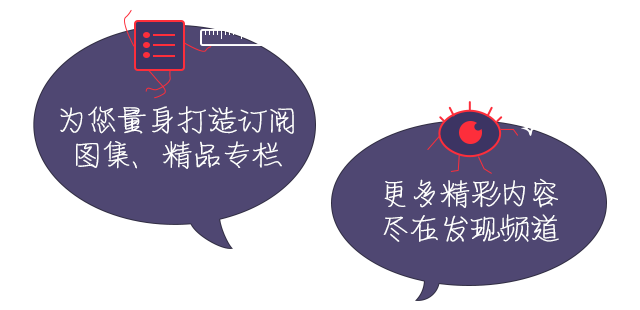 为您量身打造订阅
图集、精品专栏
更多精彩内容
尽在发现频道